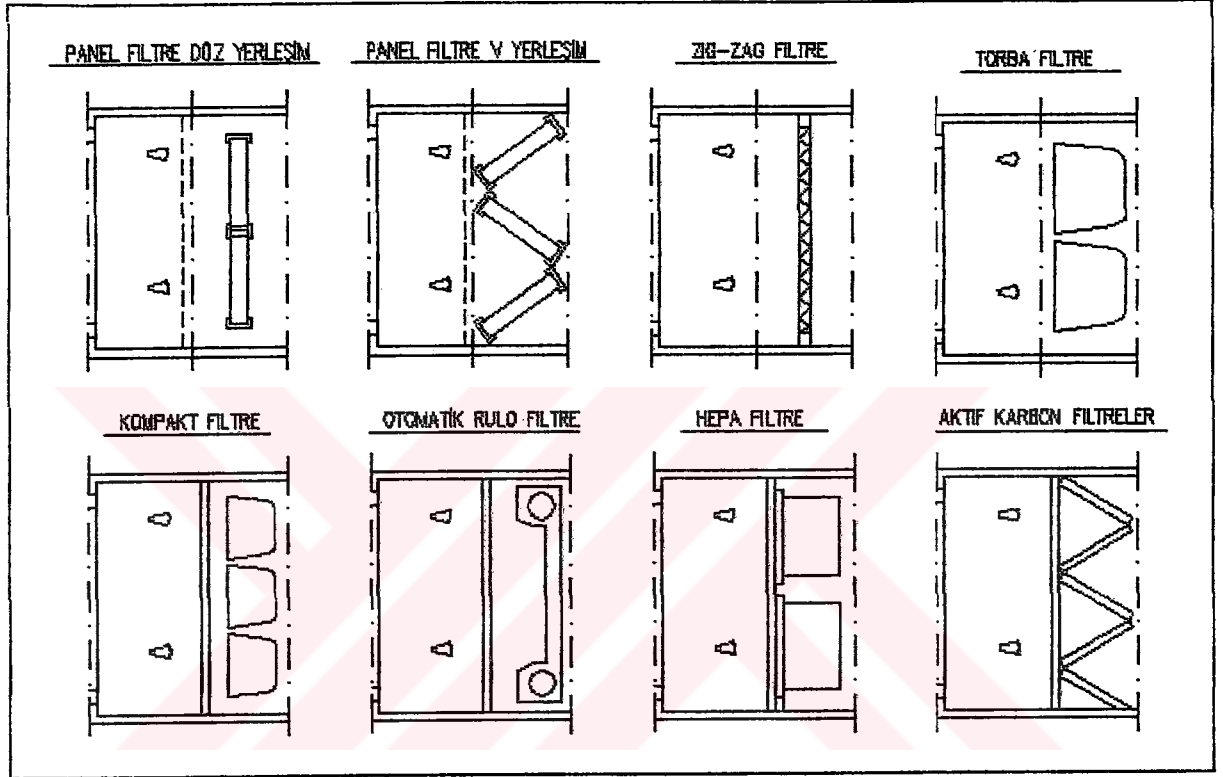 PANEL FILTRE DÜZ YERLEŞİM
PANEL FILTRE V YERLEŞİM
ZIG-ZAG FILTRE
TORBA FILTRE
KOMPAKT FILTRE
OTOMATİK RULO FILTRE
HEPA FILTRE
AKTIF KARBON FILTRELER